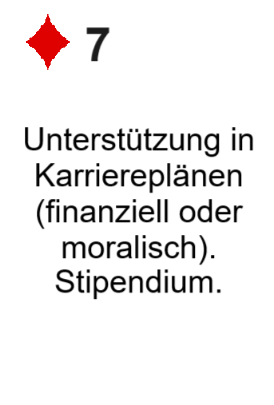 7
Unterstützung in
Karriereplänen
(finanziell oder
moralisch).
Stipendium.